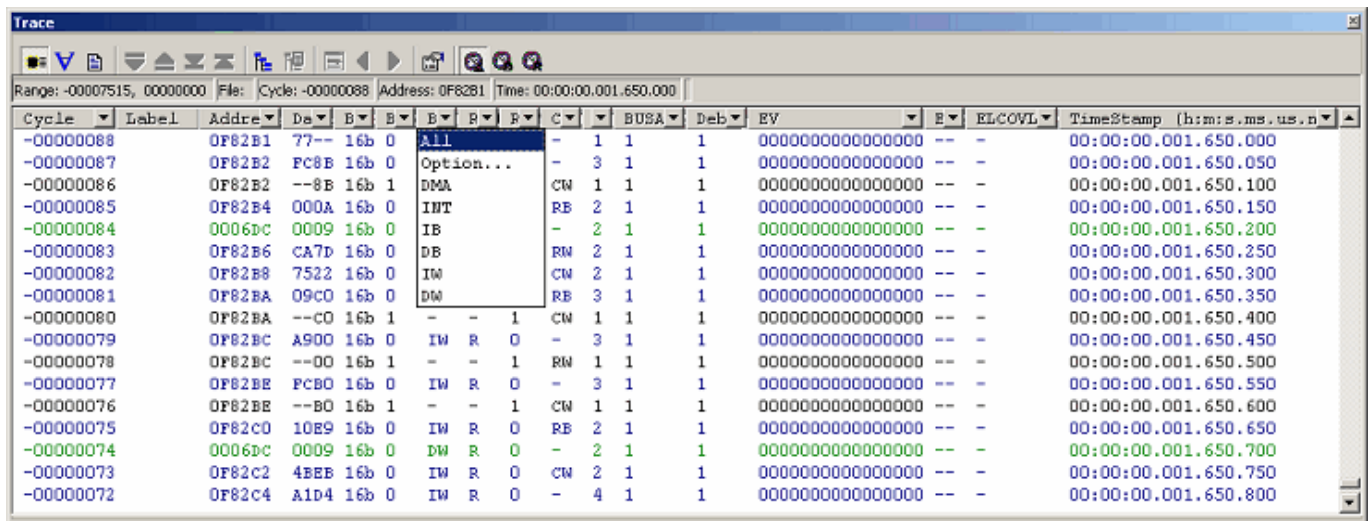 Trace
Range: -00007515, 00000000 File: Cycle: -00000088 Address: 0F82B1 Time: 00:00:00.001.650.000
Cycle Label Addre Da B B B R R C BUSA Deb EV E ELCOVL TimeStamp (h:m:s.ms.us.n
-00000088 0F82B1 77-- 16b 0 All - 1 1 1 0000000000000000 -- - 00:00:00.001.650.000
-00000087 0F82B2 FC8B 16b 0 Option... - 3 1 1 0000000000000000 -- - 00:00:00.001.650.050
-00000086 0F82B2 --8B 16b 1 DMA CW 1 1 1 0000000000000000 -- - 00:00:00.001.650.100
-00000085 0F82B4 000A 16b 0 INT RB 2 1 1 0000000000000000 -- - 00:00:00.001.650.150
-00000084 0006DC 0009 16b 0 IB - 2 1 1 0000000000000000 -- - 00:00:00.001.650.200
-00000083 0F82B6 CA7D 16b 0 DB RW 2 1 1 0000000000000000 -- - 00:00:00.001.650.250
-00000082 0F82B8 7522 16b 0 IW CW 2 1 1 0000000000000000 -- - 00:00:00.001.650.300
-00000081 0F82BA 09C0 16b 0 DW RB 3 1 1 0000000000000000 -- - 00:00:00.001.650.350
-00000080 0F82BA --C0 16b 1 - - 1 CW 1 1 1 0000000000000000 -- - 00:00:00.001.650.400
-00000079 0F82BC A900 16b 0 IW R 0 - 3 1 1 0000000000000000 -- - 00:00:00.001.650.450
-00000078 0F82BC --00 16b 1 - - 1 RW 1 1 1 0000000000000000 -- - 00:00:00.001.650.500
-00000077 0F82BE FCB0 16b 0 IW R 0 - 3 1 1 0000000000000000 -- - 00:00:00.001.650.550
-00000076 0F82BE --B0 16b 1 - - 1 CW 1 1 1 0000000000000000 -- - 00:00:00.001.650.600
-00000075 0F82C0 10E9 16b 0 IW R 0 RB 2 1 1 0000000000000000 -- - 00:00:00.001.650.650
-00000074 0006DC 0009 16b 0 DW R 0 - 2 1 1 0000000000000000 -- - 00:00:00.001.650.700
-00000073 0F82C2 4BEB 16b 0 IW R 0 CW 2 1 1 0000000000000000 -- - 00:00:00.001.650.750
-00000072 0F82C4 A1D4 16b 0 IW R 0 - 4 1 1 0000000000000000 -- - 00:00:00.001.650.800